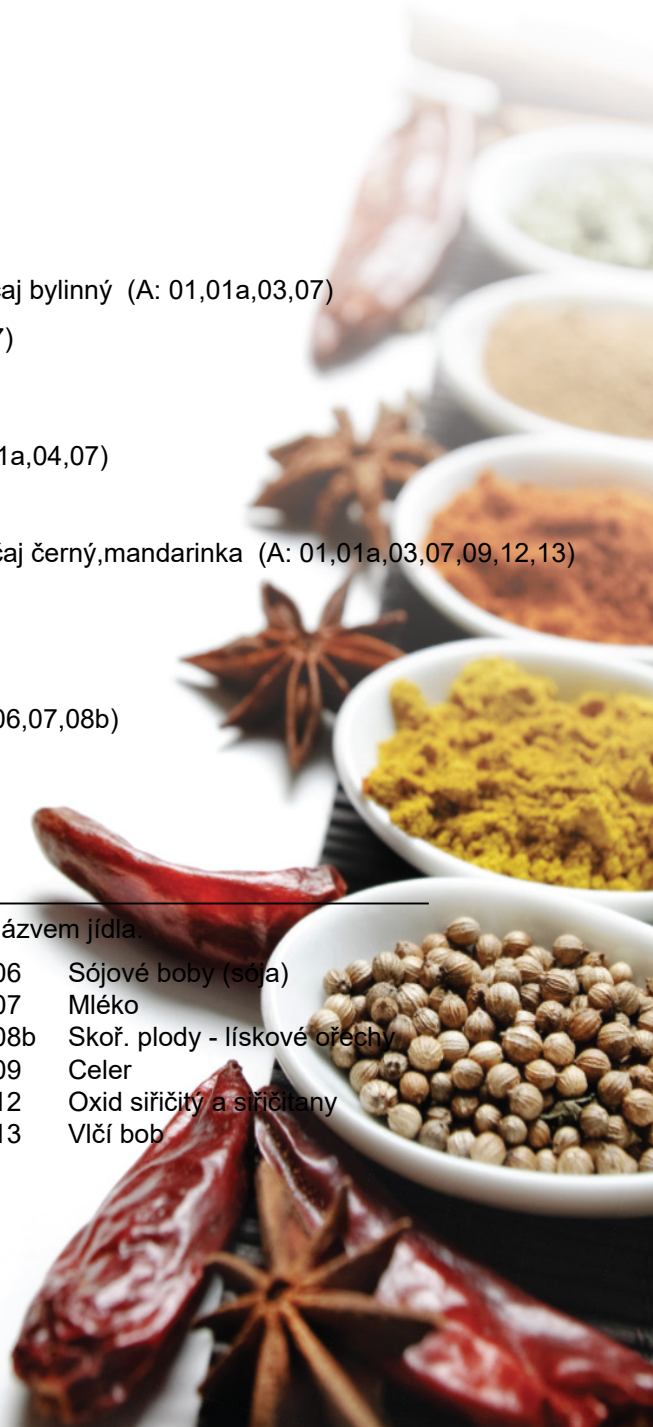 aj bylinný (A: 01,01a,03,07)
7)
1a,04,07)
čaj černý,mandarinka (A: 01,01a,03,07,09,12,13)
06,07,08b)
ázvem jídla.
06 Sójové boby (sója)
07 Mléko
08b Skoř. plody - lískové ořechy
09 Celer
12 Oxid siřičitý a siřičitany
13 Vlčí bob